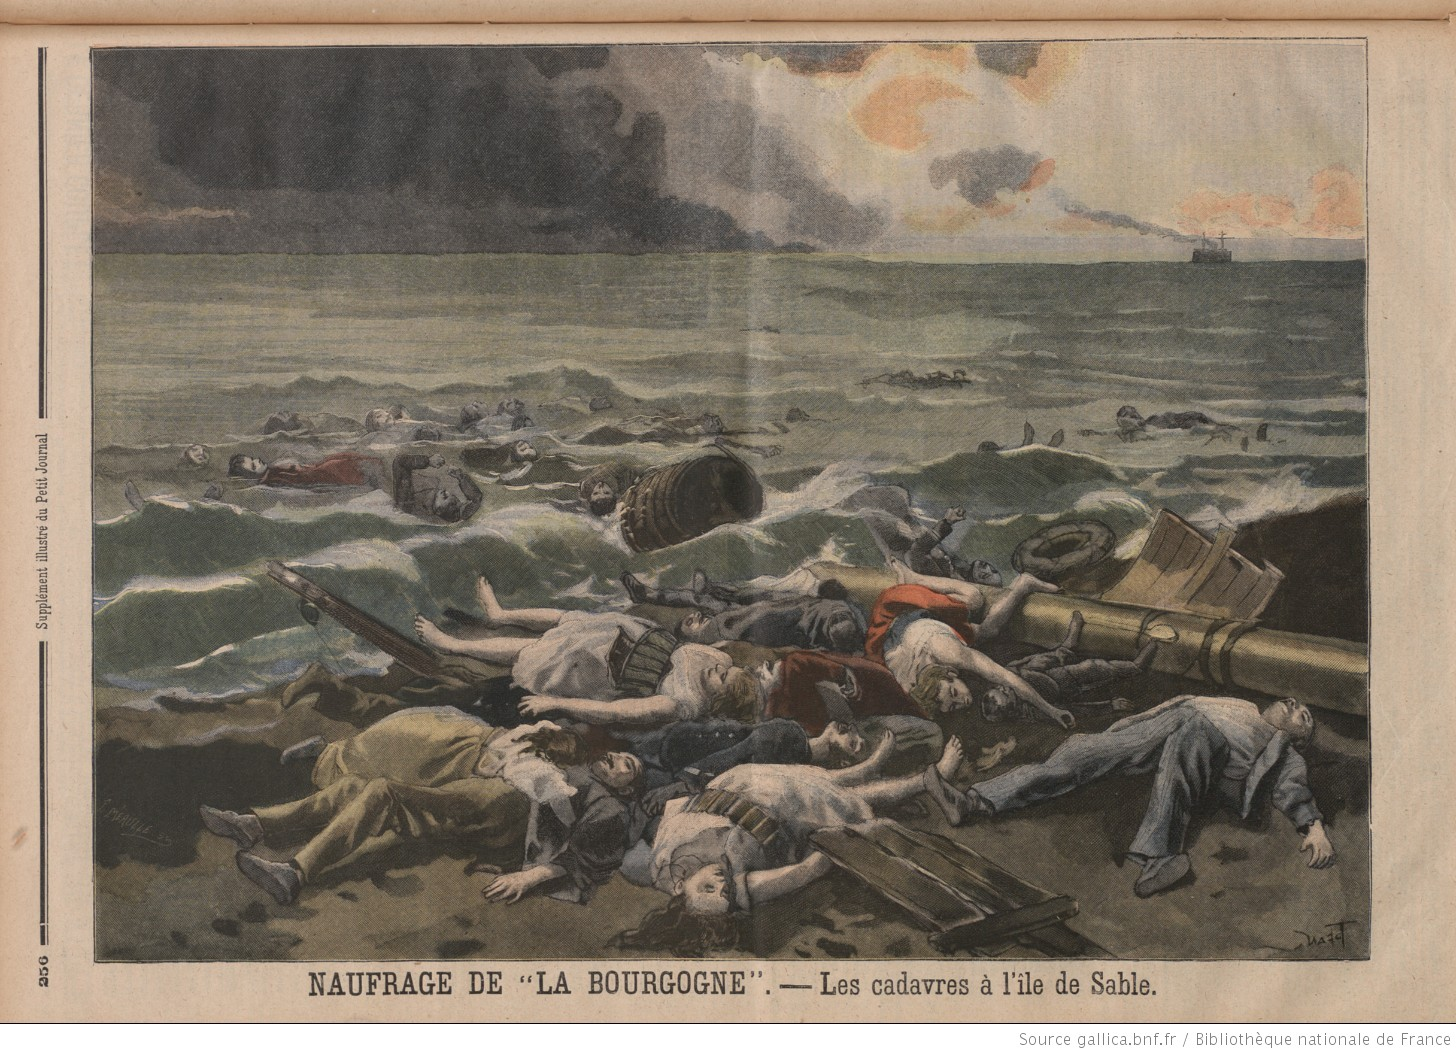 Supplément illustré du Petit Journal
256
NAUFRAGE DE “LA BOURGOGNE”. — Les cadavres à l’île de Sable.
Source gallica.bnf.fr / Bibliothèque nationale de France